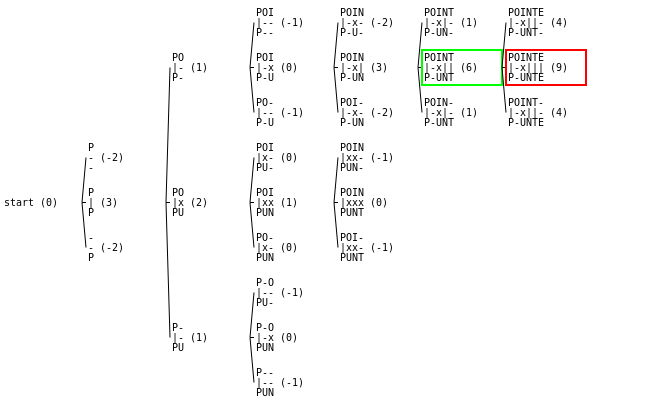 start (0)
P
- (-2)
-
P
| (3)
P
-
- (-2)
P
PO
|- (1)
P-
PO
|x (2)
PU
P-
|- (1)
PU
POI
|-- (-1)
P--
POI
|-x (0)
P-U
PO-
|-- (-1)
P-U
POI
|x- (0)
PU-
POI
|xx (1)
PUN
PO-
|x- (0)
PUN
P-O
|-- (-1)
PU-
P-O
|-x (0)
PUN
P--
|-- (-1)
PUN
POIN
|-x- (-2)
P-U-
POIN
|-x| (3)
P-UN
POI-
|-x- (-2)
P-UN
POIN
|xx- (-1)
PUN-
POIN
|xxx (0)
PUNT
POI-
|xx- (-1)
PUNT
POINT
|-x|- (1)
P-UN-
POINT
|-x|| (6)
P-UNT
POIN-
|-x|- (1)
P-UNT
POINTE
|-x||- (4)
P-UNT-
POINTE
|-x||| (9)
P-UNTE
POINT-
|-x||- (4)
P-UNTE